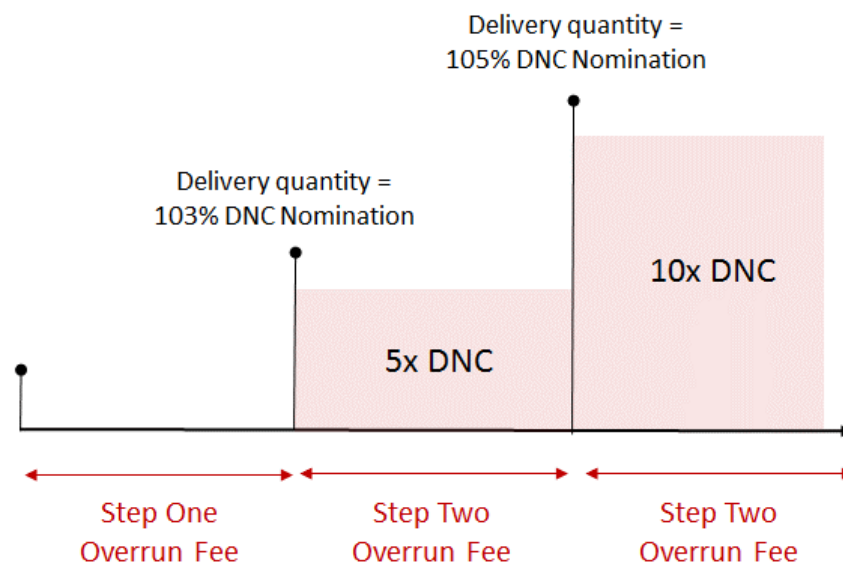 Delivery quantity =
105% DNC Nomination
Delivery quantity =
103% DNC Nomination
10x DNC
5x DNC
Step One
Overrun Fee
Step Two
Overrun Fee
Step Two
Overrun Fee